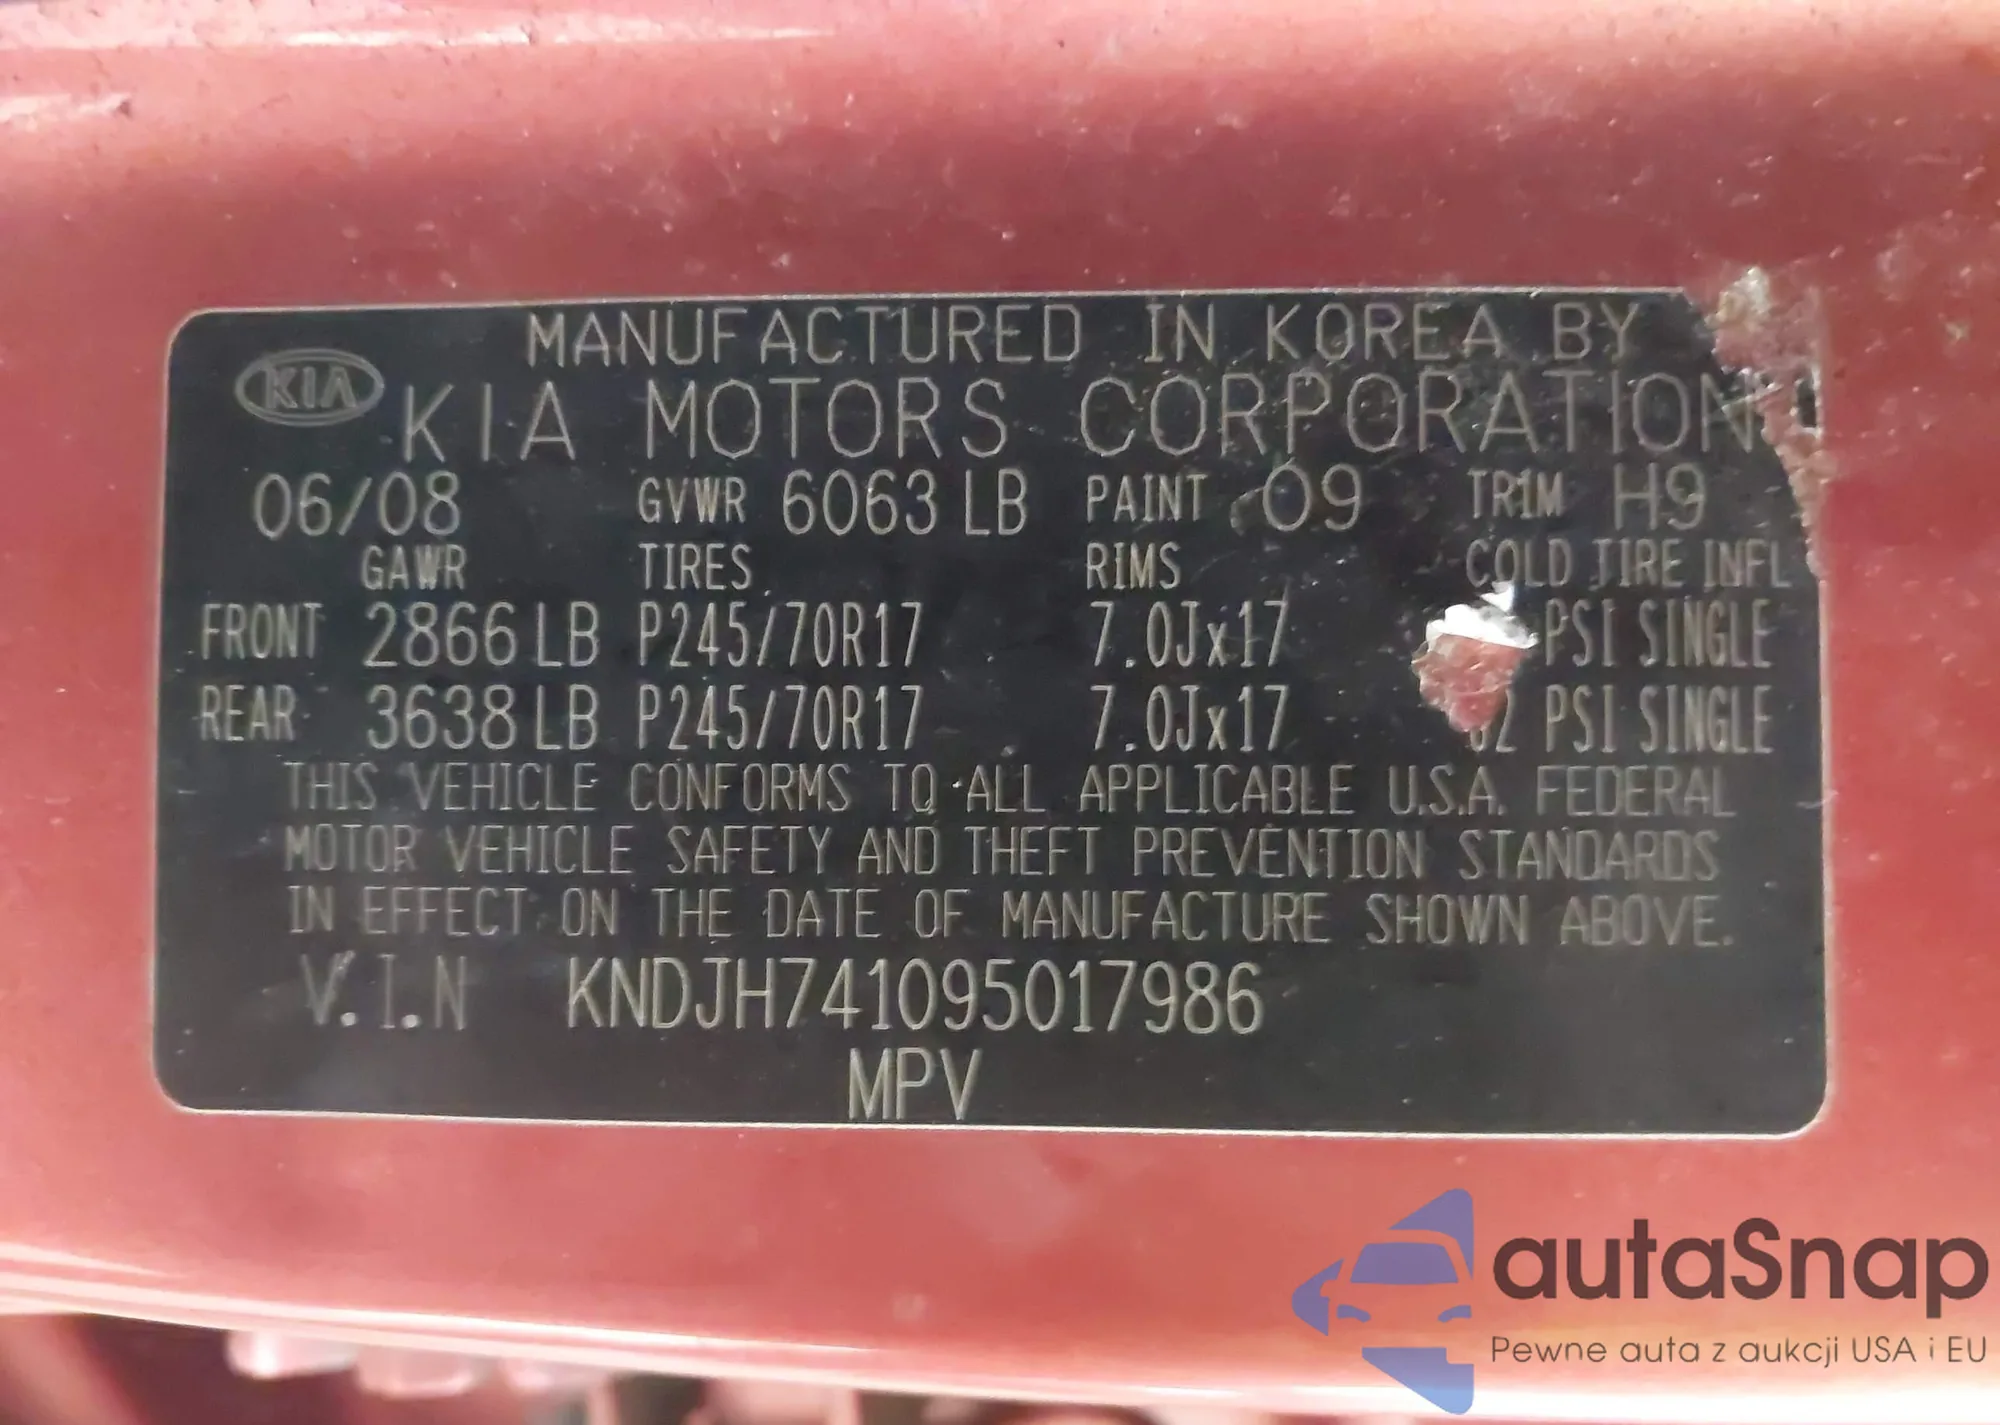 MANUFACTURED IN KOREA BY
KIA KIA MOTORS CORPORATION
06/08 GVWR 6063 LB PAINT 09 TRIM H9
GAWR TIRES RIMS COLD TIRE INFL
FRONT 2866 LB P245/70R17 7.0Jx17 PSI SINGLE
REAR 3638 LB P245/70R17 7.0Jx17 PSI SINGLE
THIS VEHICLE CONFORMS TO ALL APPLICABLE U.S.A. FEDERAL
MOTOR VEHICLE SAFETY AND THEFT PREVENTION STANDARDS
IN EFFECT ON THE DATE OF MANUFACTURE SHOWN ABOVE.
V.I.N KNDJH741095017986
MPV
autaSnap
Pewne auta z aukcji USA i EU